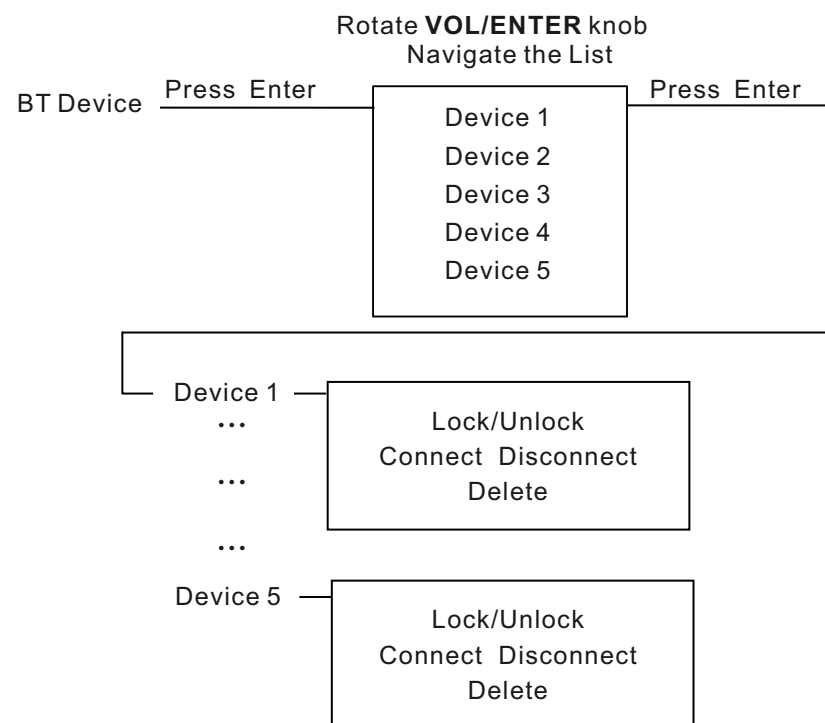 Rotate VOL/ENTER knob
Navigate the List
BT Device
Press Enter
Device 1
Device 2
Device 3
Device 4
Device 5
Press Enter
Device 1
Lock/Unlock
Connect Disconnect
Delete
...
...
...
Device 5
Lock/Unlock
Connect Disconnect
Delete